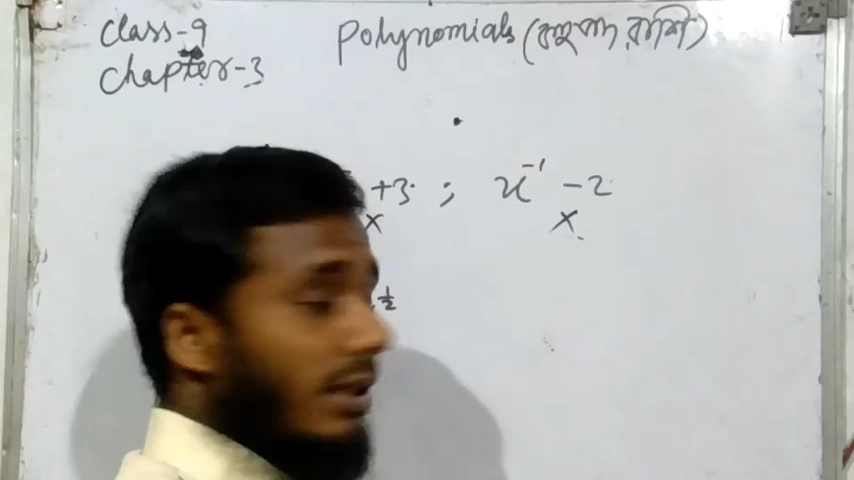 Class-9 Polynomials (বহুপদ রাশি)
Chapter-3
+3 ; x⁻¹ - 2
x x
½